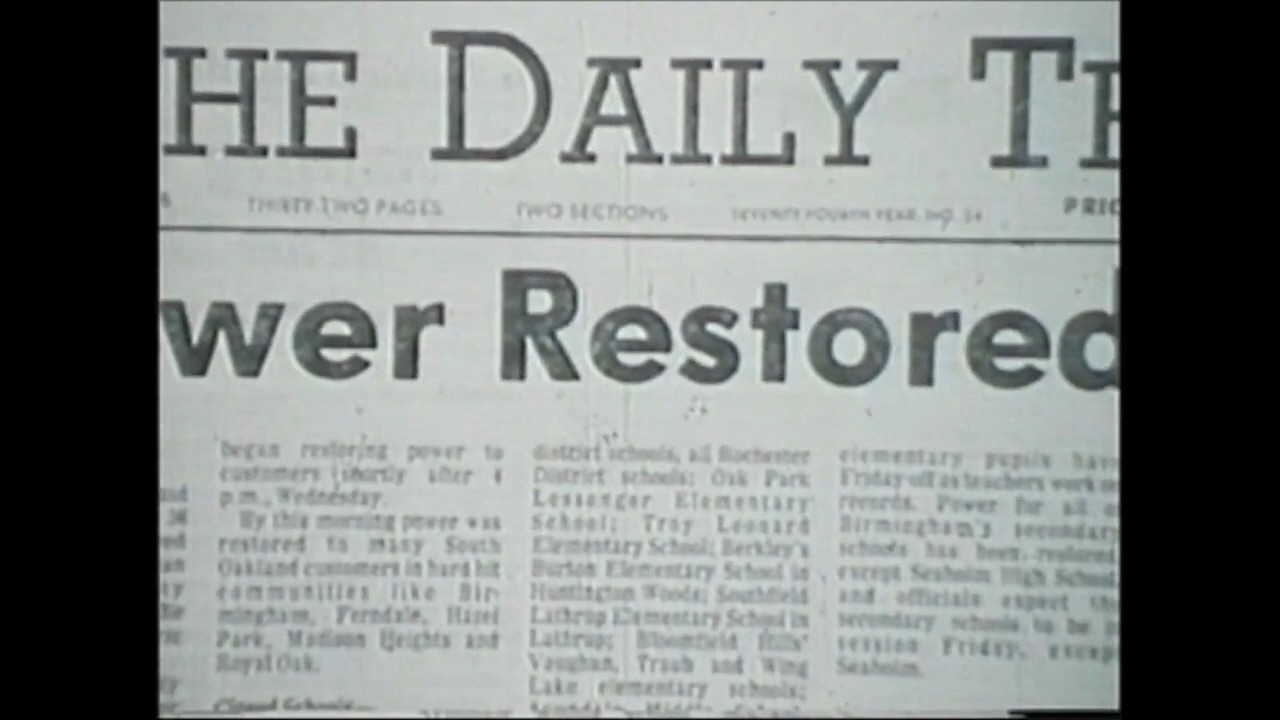 HE DAILY T
THIRTY-TWO PAGES TWO SECTIONS SEVENTY-FOURTH YEAR, NO. 54 PRIC
wer Restored
began restoring power to
customers shortly after 4
p.m., Wednesday.
By this morning power was
restored to many South
Oakland customers in hard hit
communities like Bir-
mingham, Ferndale, Hazel
Park, Madison Heights and
Royal Oak.
Closed Schools
district schools, all Rochester
District schools; Oak Park
Lessenger Elementary
School; Troy Leonard
Elementary School; Berkley's
Burton Elementary School in
Huntington Woods; Southfield
Lathrup Elementary School in
Lathrup; Bloomfield Hills'
Vaughan, Traub and Wing
Lake elementary schools;
elementary pupils have
Friday off as teachers work on
records. Power for all
Birmingham's secondary
schools has been restored
except Seaholm High School
and officials expect
secondary schools to be
session Friday, except
Seaholm.